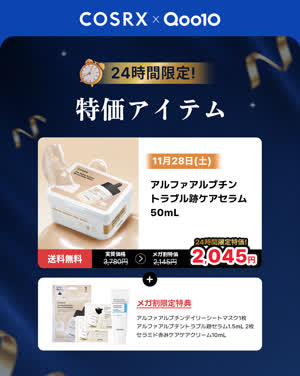 COSRX × Qoo10
24時間限定!
特価アイテム
11月28日(土)
アルファアルブチン
トラブル跡ケアセラム
50mL
送料無料
実質価格
3,780円
メガ割特価
2,145円
24時間限定特価!
2,045円
+
メガ割限定特典
アルファアルブチンデイリーシートマスク1枚
アルファアルブチントラブル跡セラム1.5mL 2枚
セラミド赤みケアケアクリーム10mL